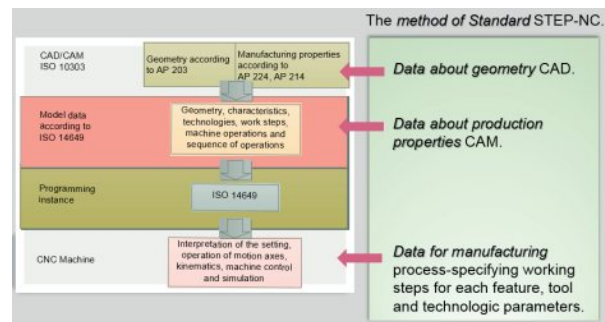 The method of Standard STEP-NC.
CAD/CAM
ISO 10303
Geometry according
to AP 203
Manufacturing properties
according to
AP 224, AP 214
Data about geometry CAD.
Model data
according to
ISO 14649
Geometry, characteristics,
technologies, work steps,
machine operations and
sequence of operations
Data about production
properties CAM.
Programming
Instance
ISO 14649
CNC Machine
Interpretation of the setting,
operation of motion axes,
kinematics, machine control
and simulation
Data for manufacturing
process-specifying working
steps for each feature, tool
and technologic parameters.